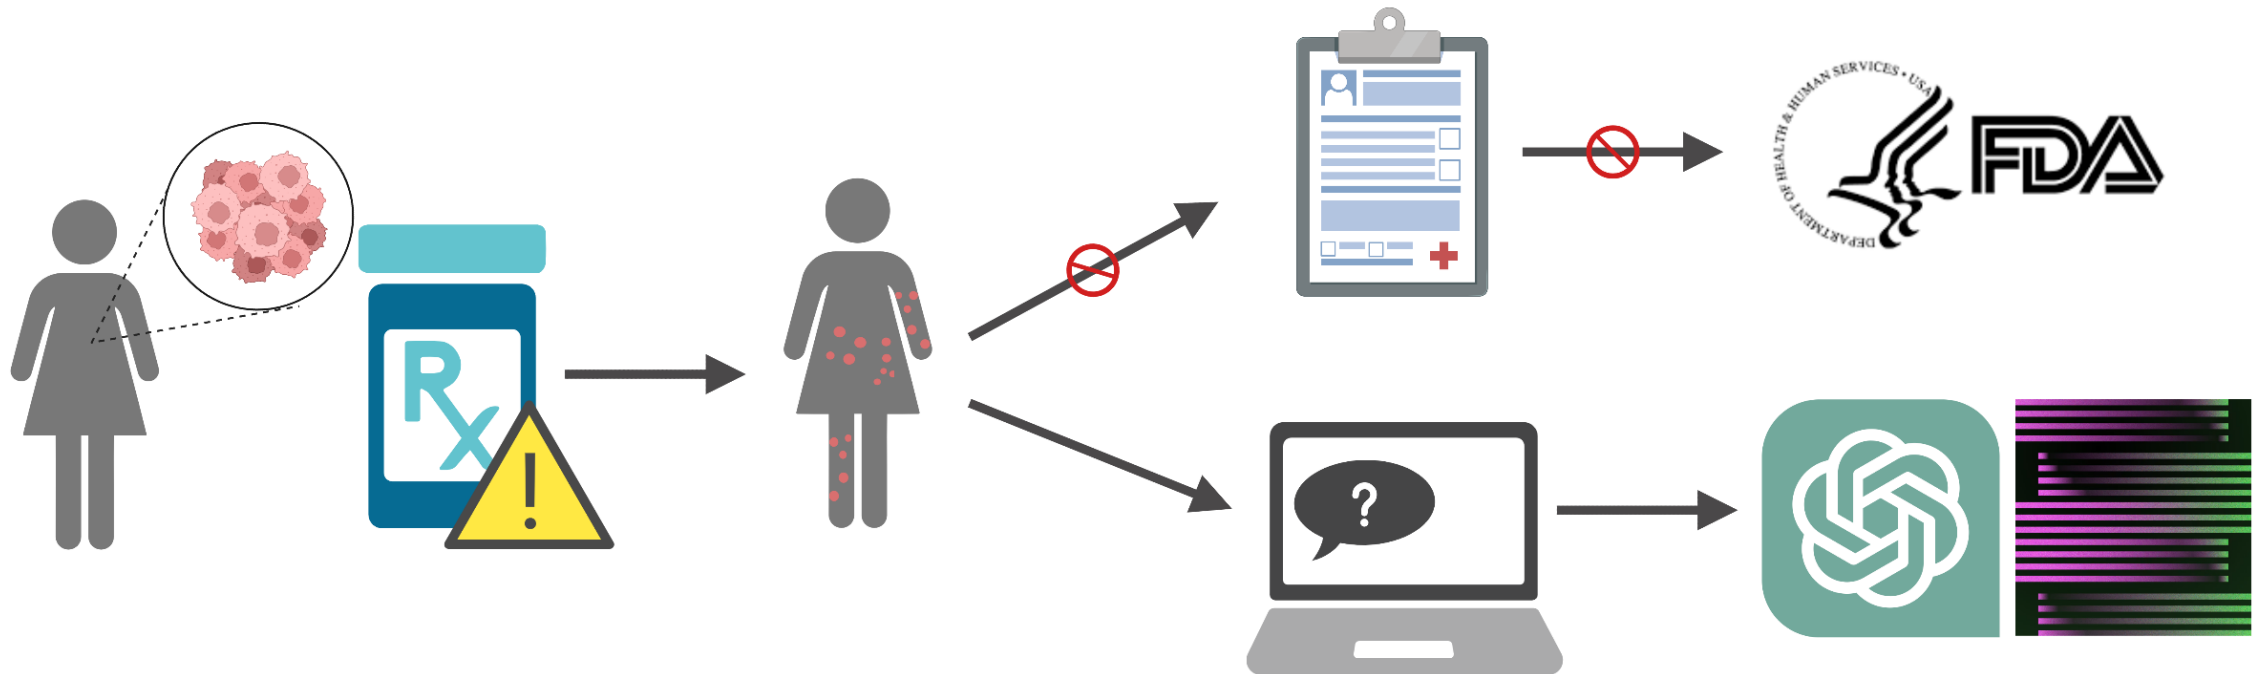 Rx
!
?
DEPARTMENT OF HEALTH & HUMAN SERVICES • USA
FDA